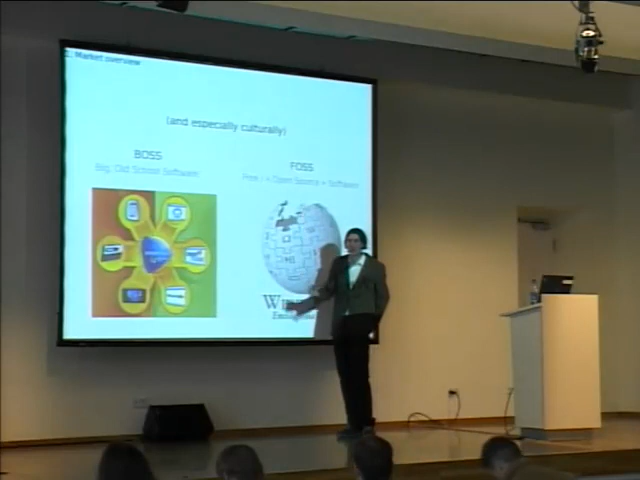 Market overview
(and especially culturally)
BOSS
Big, Old School Software
FOSS
Free / + Open Source + Software